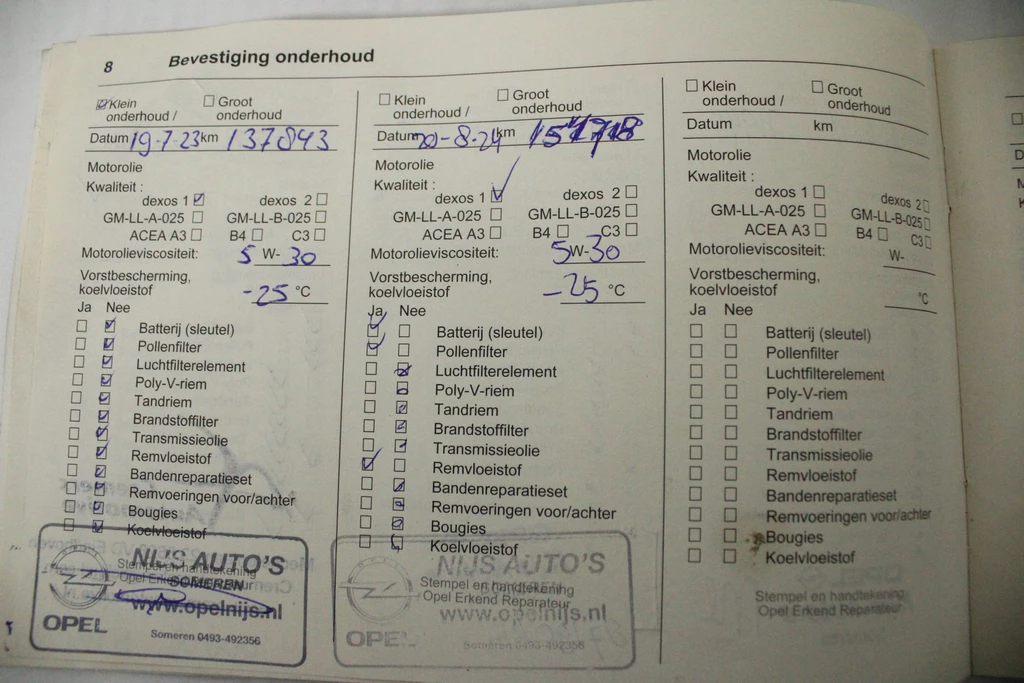 8 Bevestiging onderhoud
Klein onderhoud / Groot onderhoud
Datum 19-7-23 km 137843
Motorolie
Kwaliteit :
dexos 1 dexos 2
GM-LL-A-025 GM-LL-B-025
ACEA A3 B4 C3
Motorolieviscositeit: 5 W- 30
Vorstbescherming,
koelvloeistof -25 °C
Ja Nee
Batterij (sleutel)
Pollenfilter
Luchtfilterelement
Poly-V-riem
Tandriem
Brandstoffilter
Transmissieolie
Remvloeistof
Bandenreparatieset
Remvoeringen voor/achter
Bougies
Koelvloeistof
NIJS AUTO'S
Stempel en handtekening
SOMEREN
Opel Erkend
www.opelnijs.nl
OPEL
Someren 0493-492356
Klein onderhoud / Groot onderhoud
Datum 20-8-24 km
Motorolie
Kwaliteit :
dexos 1 dexos 2
GM-LL-A-025 GM-LL-B-025
ACEA A3 B4 C3
Motorolieviscositeit: 5W-30
Vorstbescherming,
koelvloeistof -25 °C
Ja Nee
Batterij (sleutel)
Pollenfilter
Luchtfilterelement
Poly-V-riem
Tandriem
Brandstoffilter
Transmissieolie
Remvloeistof
Bandenreparatieset
Remvoeringen voor/achter
Bougies
Koelvloeistof
NIJS AUTO'S
Stempel en handtekening
Opel Erkend Reparateur
www.opelnijs.nl
OPEL
Someren 0493-492356
Klein onderhoud / Groot onderhoud
Datum km
Motorolie
Kwaliteit :
dexos 1 dexos 2
GM-LL-A-025 GM-LL-B-025
ACEA A3 B4 C3
Motorolieviscositeit: W-
Vorstbescherming,
koelvloeistof °C
Ja Nee
Batterij (sleutel)
Pollenfilter
Luchtfilterelement
Poly-V-riem
Tandriem
Brandstoffilter
Transmissieolie
Remvloeistof
Bandenreparatieset
Remvoeringen voor/achter
Bougies
Koelvloeistof
Stempel en handtekening
Opel Erkend Reparateur